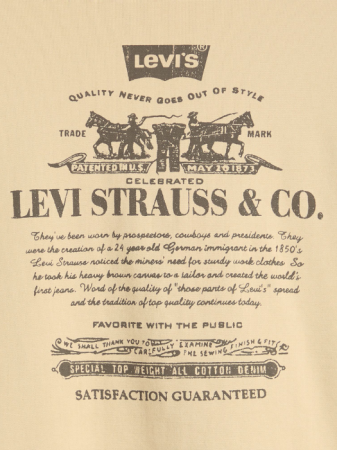 Levi's
QUALITY NEVER GOES OUT OF STYLE
TRADE MARK
PATENTED IN U.S. MAY 20 1873
CELEBRATED
LEVI STRAUSS & CO.
They've been worn by prospectors, cowboys and presidents. They
were the creation of a 24 year old German immigrant in the 1850's
Levi Strauss noticed the miners' need for sturdy work clothes. So
he took his heavy brown canvas to a tailor and created the world's
first jeans. Word of the quality of "those pants of Levi's" spread
and the tradition of top quality continues today.
FAVORITE WITH THE PUBLIC
WE SHALL THANK YOU TO CAREFULLY EXAMINE THE SEWING, FINISH & FIT
SPECIAL TOP WEIGHT ALL COTTON DENIM
SATISFACTION GUARANTEED